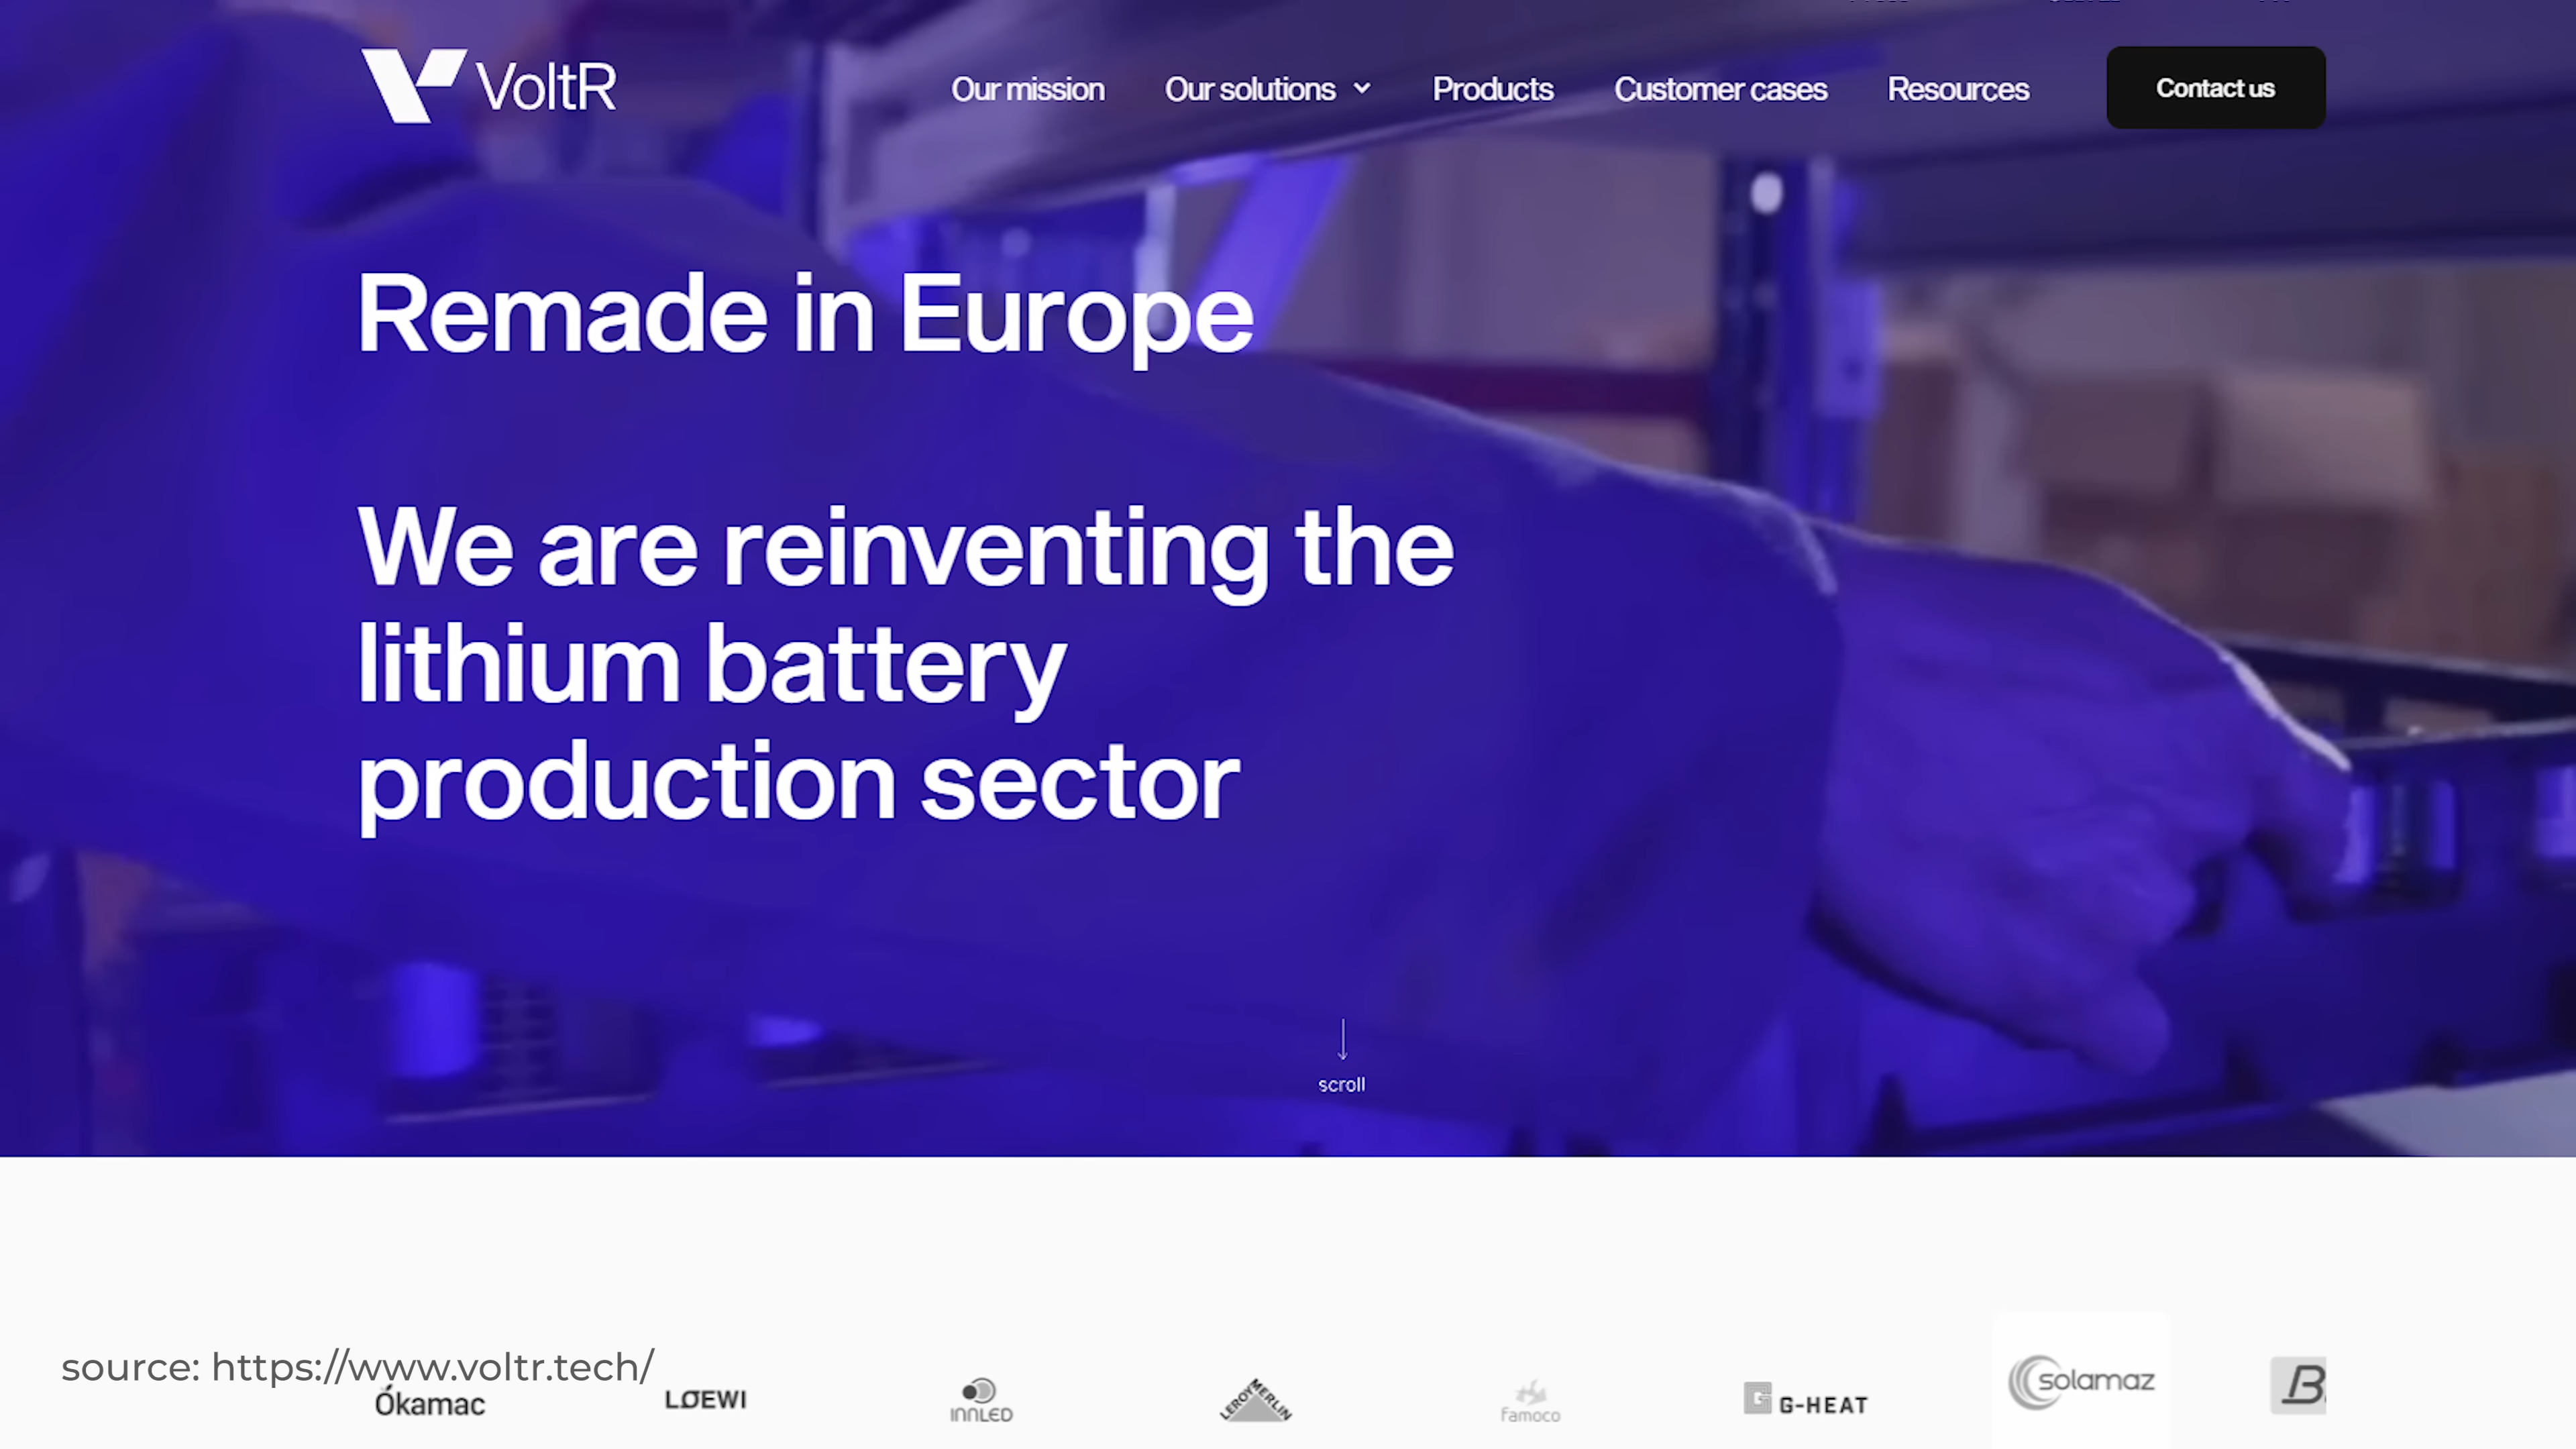 VoltR
Our mission
Our solutions
Products
Customer cases
Resources
Contact us
Remade in Europe
We are reinventing the
lithium battery
production sector
scroll
source: https://www.voltr.tech/
Ókamac
LOEWI
INNLED
LEROY MERLIN
famoco
G-HEAT
solamaz
B